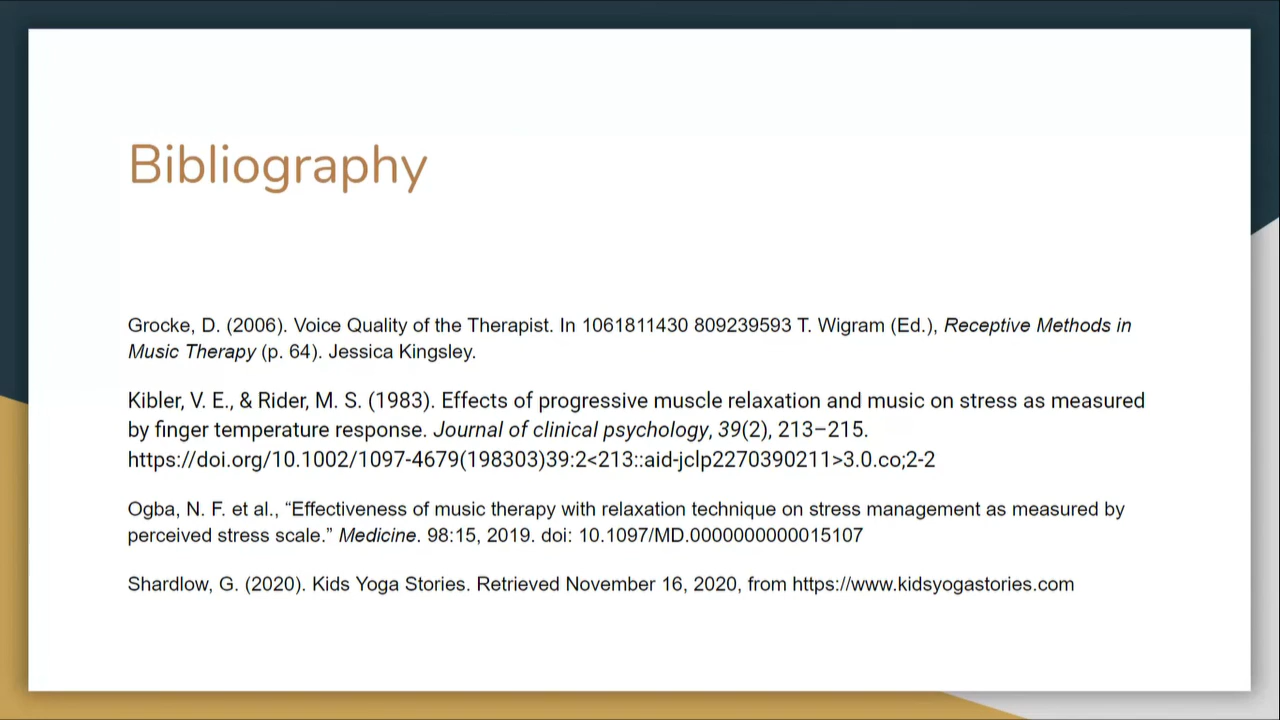 Bibliography
Grocke, D. (2006). Voice Quality of the Therapist. In 1061811430 809239593 T. Wigram (Ed.), Receptive Methods in
Music Therapy (p. 64). Jessica Kingsley.
Kibler, V. E., & Rider, M. S. (1983). Effects of progressive muscle relaxation and music on stress as measured
by finger temperature response. Journal of clinical psychology, 39(2), 213–215.
https://doi.org/10.1002/1097-4679(198303)39:2<213::aid-jclp2270390211>3.0.co;2-2
Ogba, N. F. et al., “Effectiveness of music therapy with relaxation technique on stress management as measured by
perceived stress scale.” Medicine. 98:15, 2019. doi: 10.1097/MD.0000000000015107
Shardlow, G. (2020). Kids Yoga Stories. Retrieved November 16, 2020, from https://www.kidsyogastories.com